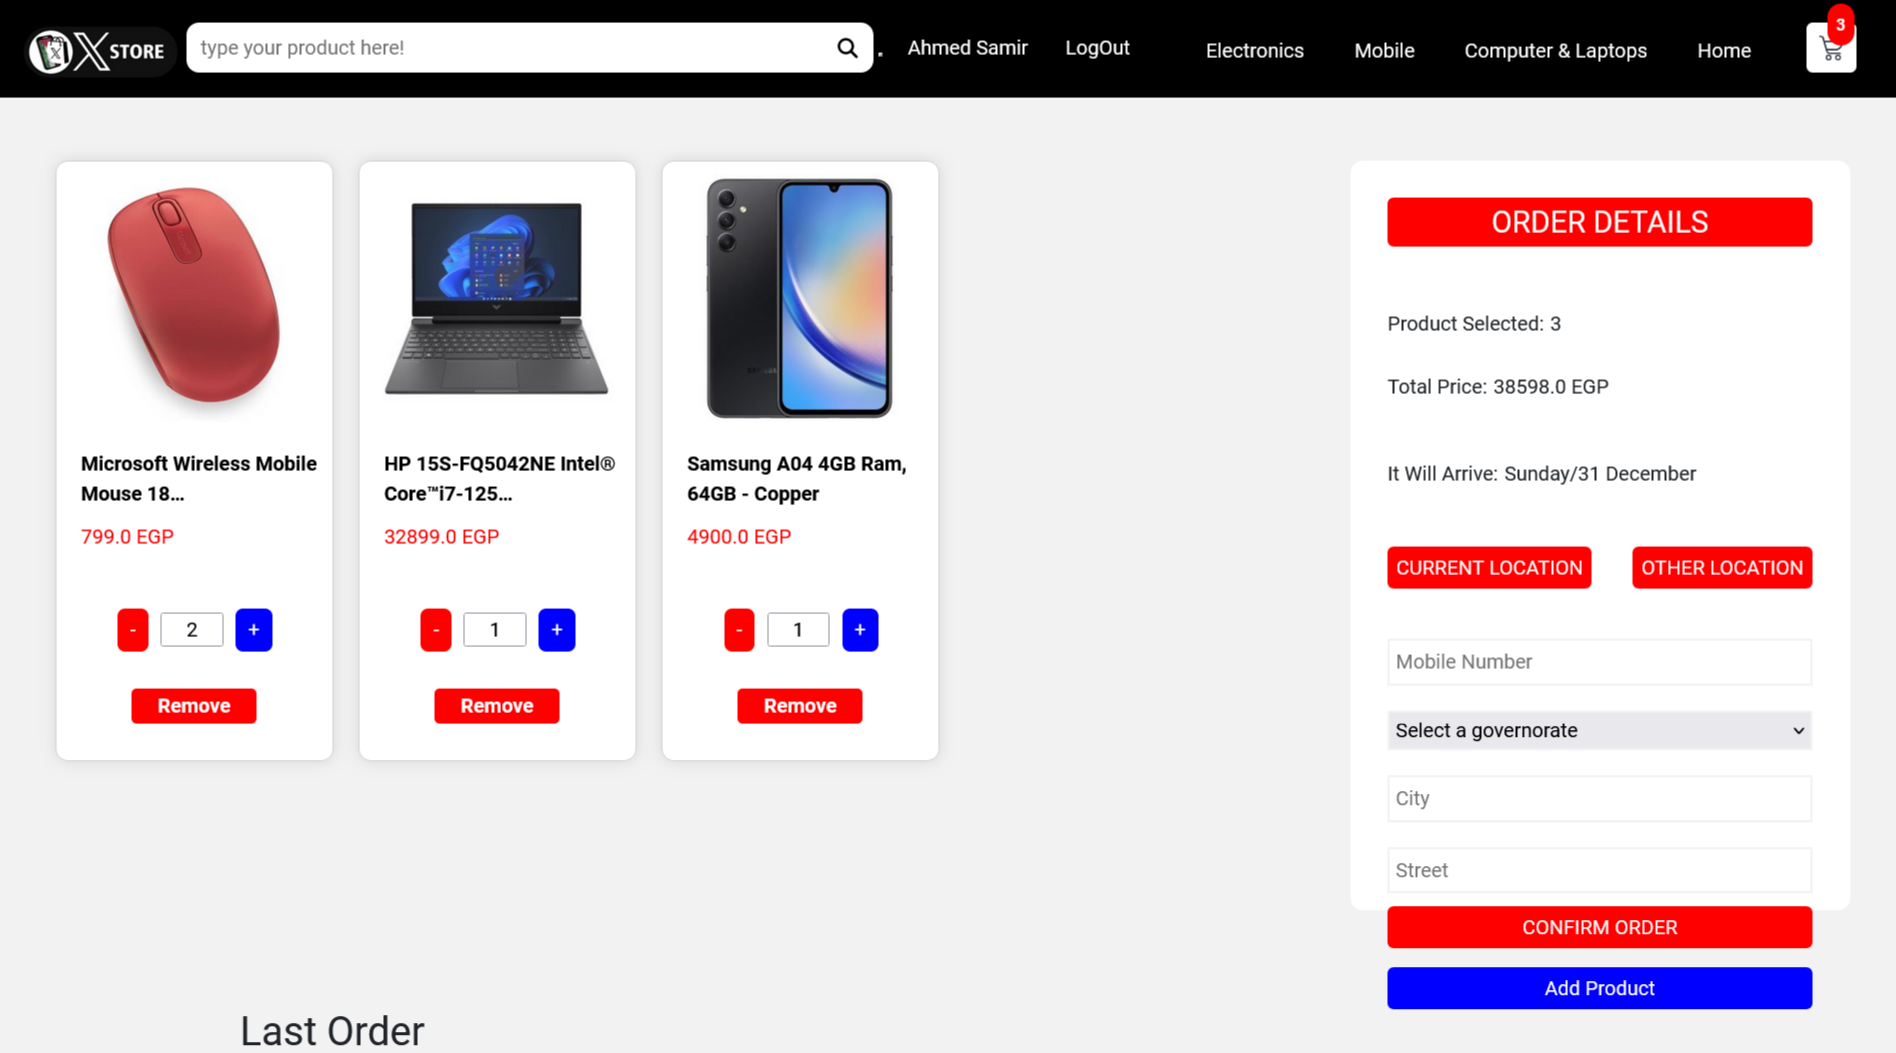 X STORE
type your product here!
.
Ahmed Samir
LogOut
Electronics
Mobile
Computer & Laptops
Home
3
Microsoft Wireless Mobile
Mouse 18...
799.0 EGP
-
2
+
Remove
HP 15S-FQ5042NE Intel®
Core™i7-125...
32899.0 EGP
-
1
+
Remove
Samsung A04 4GB Ram,
64GB - Copper
4900.0 EGP
-
1
+
Remove
ORDER DETAILS
Product Selected: 3
Total Price: 38598.0 EGP
It Will Arrive: Sunday/31 December
CURRENT LOCATION
OTHER LOCATION
Mobile Number
Select a governorate
City
Street
CONFIRM ORDER
Add Product
Last Order